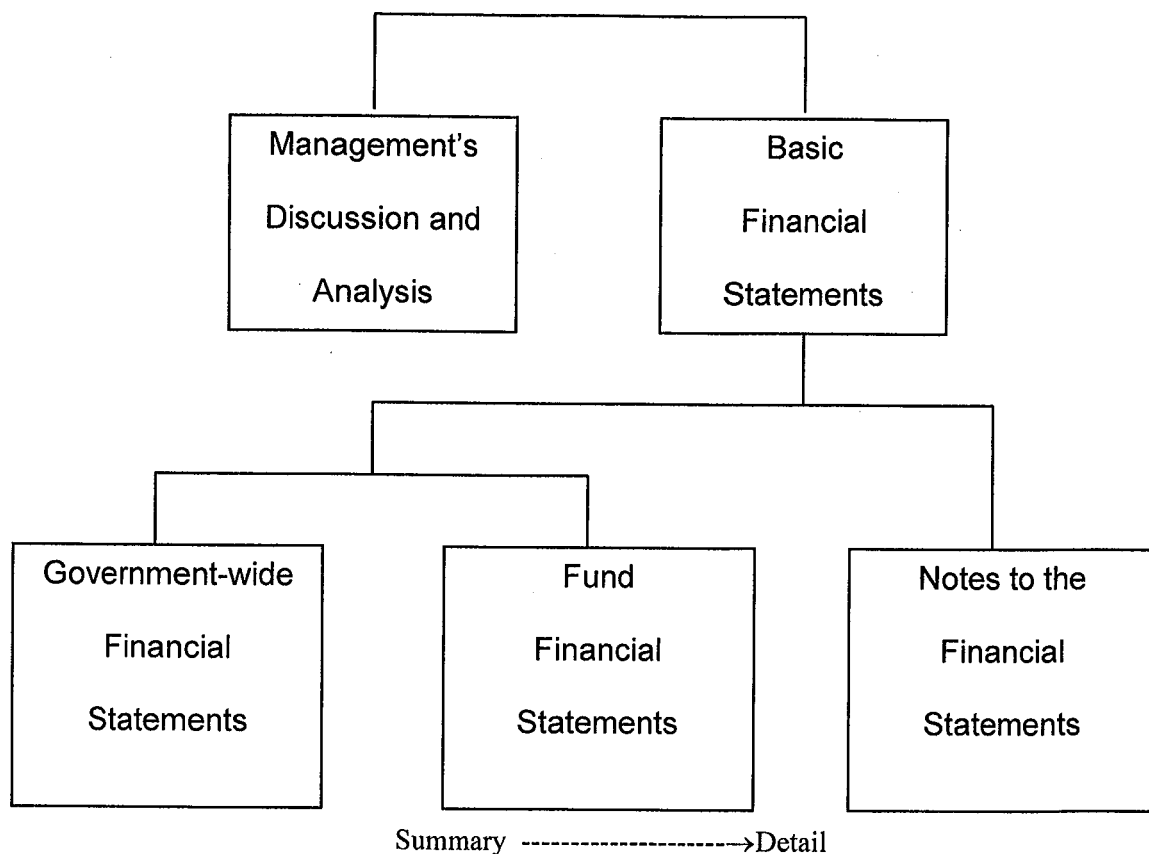 Management's
Discussion and
Analysis
Basic
Financial
Statements
Government-wide
Financial
Statements
Fund
Financial
Statements
Notes to the
Financial
Statements
Summary ------------------------→Detail